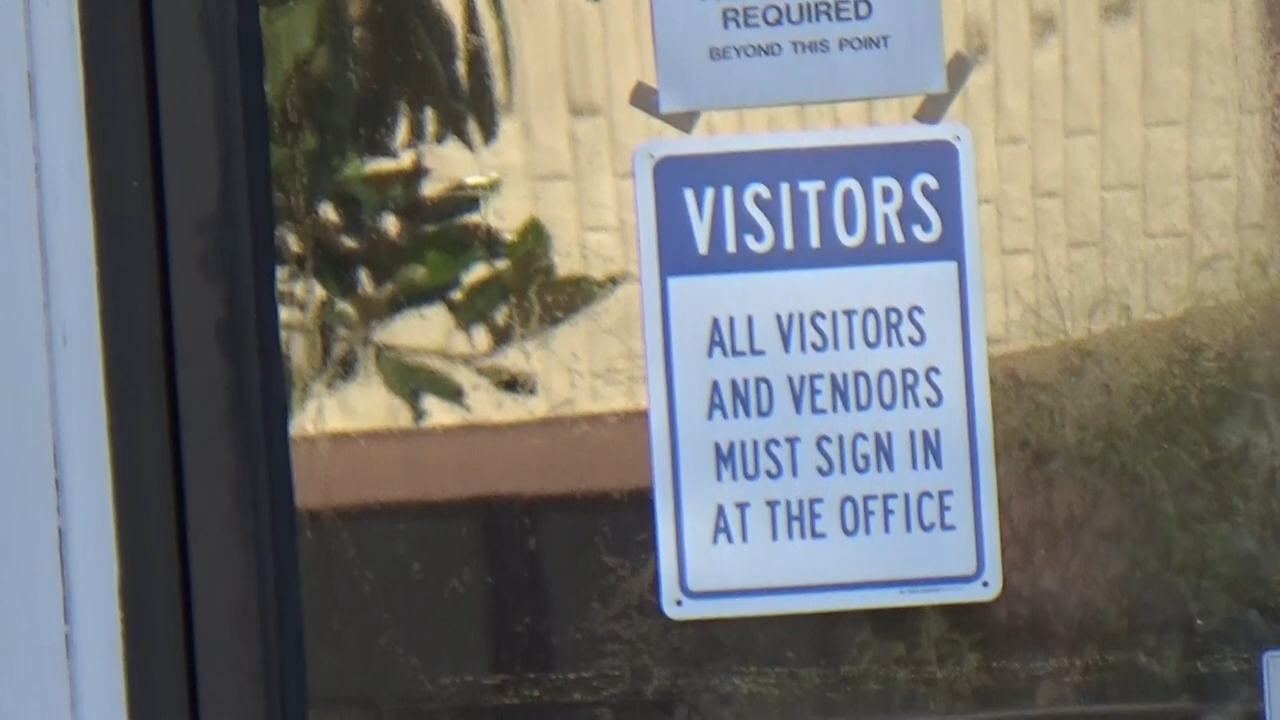 REQUIRED
BEYOND THIS POINT
VISITORS
ALL VISITORS
AND VENDORS
MUST SIGN IN
AT THE OFFICE